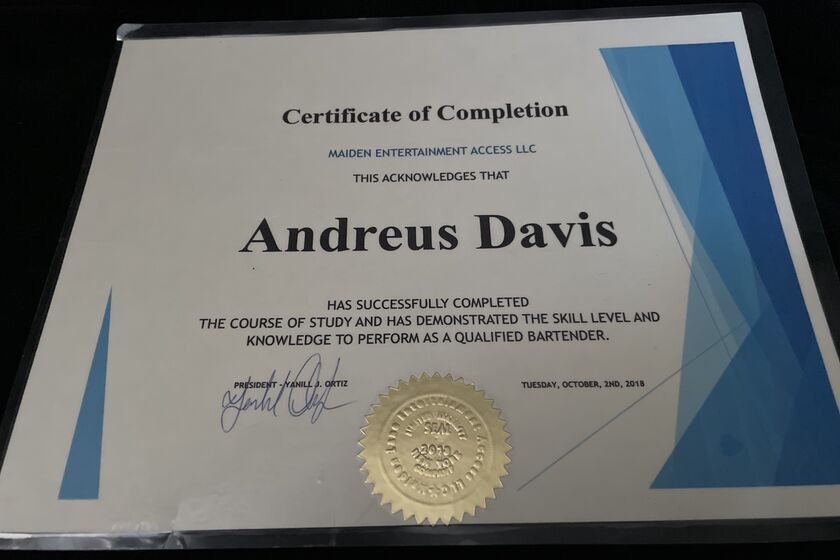 Certificate of Completion
MAIDEN ENTERTAINMENT ACCESS LLC
THIS ACKNOWLEDGES THAT
Andreus Davis
HAS SUCCESSFULLY COMPLETED
THE COURSE OF STUDY AND HAS DEMONSTRATED THE SKILL LEVEL AND
KNOWLEDGE TO PERFORM AS A QUALIFIED BARTENDER.
PRESIDENT - YANILL J. ORTIZ
TUESDAY, OCTOBER, 2ND, 2018
SEAL